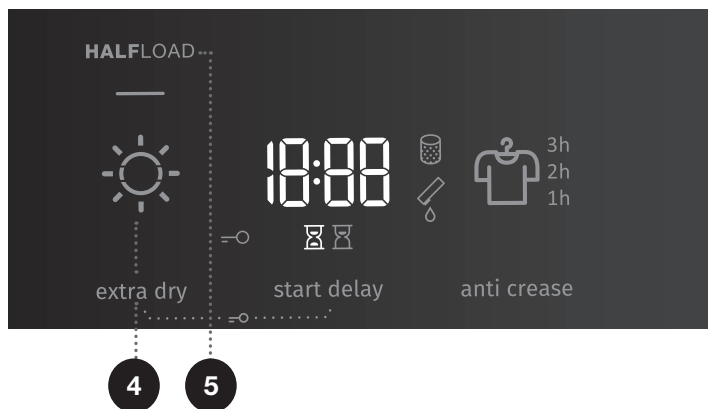 HALFLOAD
18:88
3h
2h
1h
extra dry
start delay
anti crease
4
5